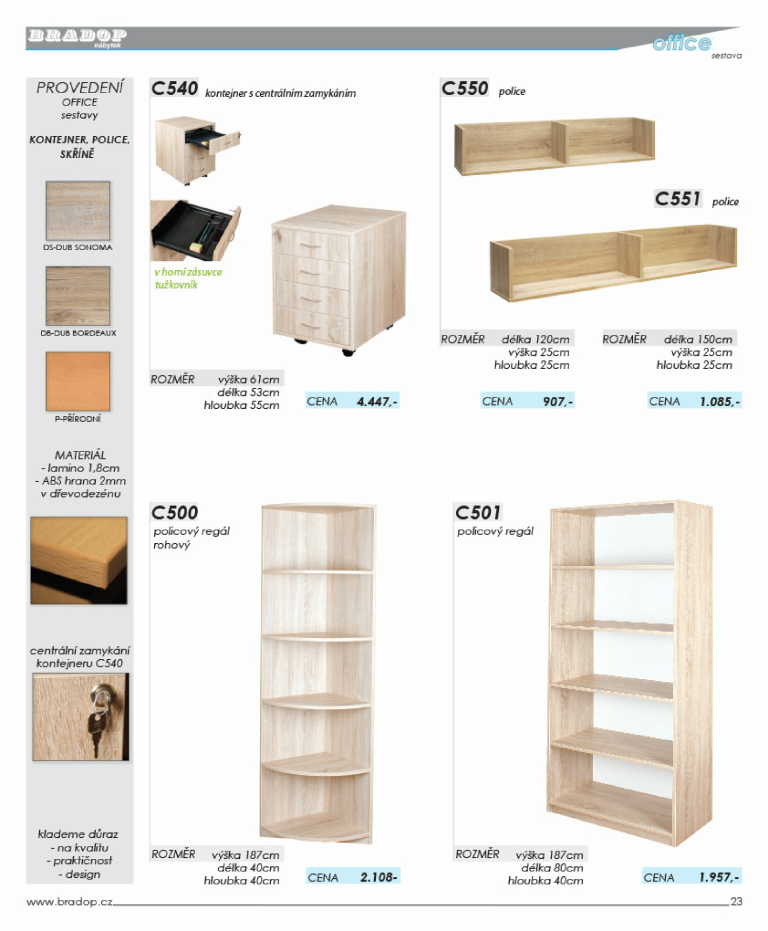 BRADOP
nábytek
office
sestava
PROVEDENÍ
OFFICE
sestavy
KONTEJNER, POLICE,
SKŘÍNĚ
DS-DUB SONOMA
DB-DUB BORDEAUX
P-PŘÍRODNÍ
MATERIÁL
- lamino 1,8cm
- ABS hrana 2mm
v dřevodezénu
centrální zamykání
kontejneru C540
klademe důraz
- na kvalitu
- praktičnost
- design
C540 kontejner s centrálním zamykáním
v horní zásuvce
tužkovník
ROZMĚR výška 61cm
délka 53cm
hloubka 55cm
CENA 4.447,-
C550 police
C551 police
ROZMĚR délka 120cm
výška 25cm
hloubka 25cm
CENA 907,-
ROZMĚR délka 150cm
výška 25cm
hloubka 25cm
CENA 1.085,-
C500
policový regál
rohový
ROZMĚR výška 187cm
délka 40cm
hloubka 40cm
CENA 2.108-
C501
policový regál
ROZMĚR výška 187cm
délka 80cm
hloubka 40cm
CENA 1.957,-
www.bradop.cz
23